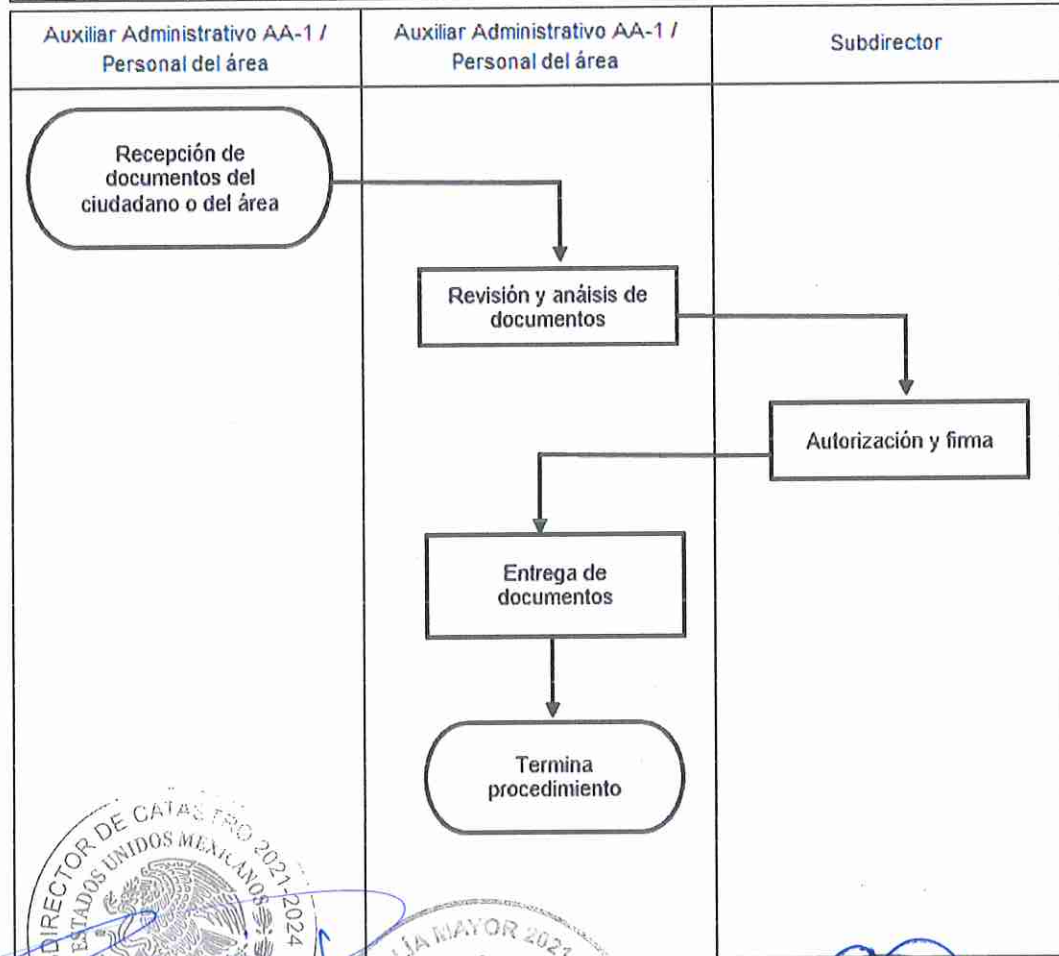 Auxiliar Administrativo AA-1 /
Personal del área
Auxiliar Administrativo AA-1 /
Personal del área
Subdirector
Recepción de
documentos del
ciudadano o del área
Revisión y anáisis de
documentos
Autorización y firma
Entrega de
documentos
Termina
procedimiento
DIRECTOR DE CATASTRO 2021-2024
ESTADOS UNIDOS MEXICANOS
LÍA MAYOR 202